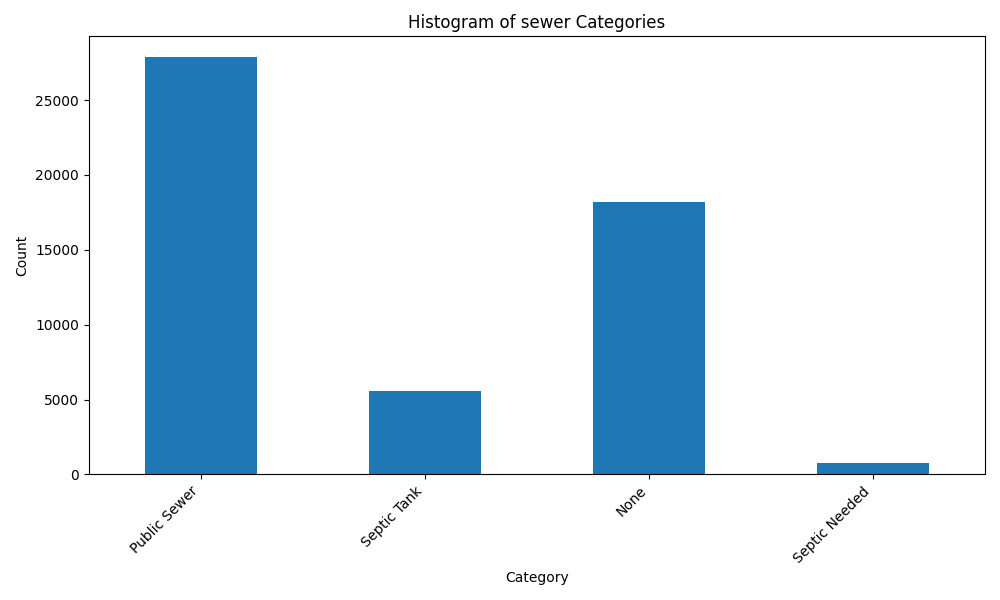 Histogram of sewer Categories
Count
25000
20000
15000
10000
5000
0
Public Sewer
Septic Tank
None
Septic Needed
Category